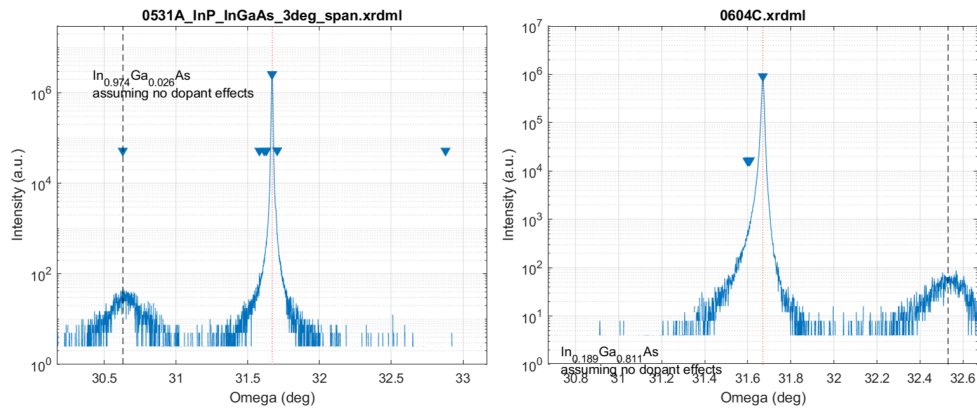 0531A_InP_InGaAs_3deg_span.xrdml
In0.974Ga0.026As
assuming no dopant effects
10^6
10^4
10^2
10^0
Intensity (a.u.)
30.5 31 31.5 32 32.5 33
Omega (deg)
0604C.xrdml
10^7
10^6
10^5
10^4
10^3
10^2
10^1
10^0
Intensity (a.u.)
In0.189Ga0.811As
assuming no dopant effects
30.8 31 31.2 31.4 31.6 31.8 32 32.2 32.4 32.6
Omega (deg)